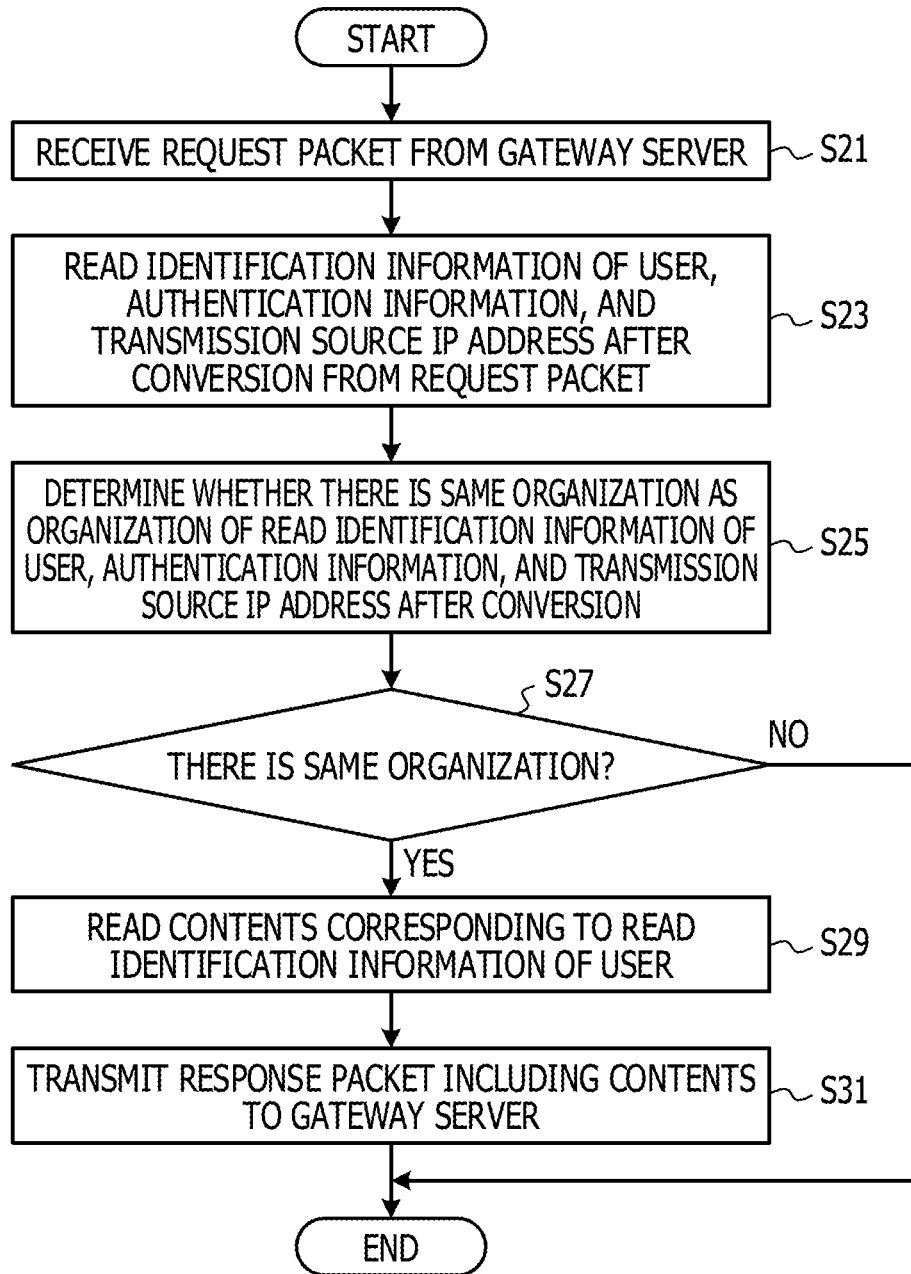 START
RECEIVE REQUEST PACKET FROM GATEWAY SERVER
S21
READ IDENTIFICATION INFORMATION OF USER,
AUTHENTICATION INFORMATION, AND
TRANSMISSION SOURCE IP ADDRESS AFTER
CONVERSION FROM REQUEST PACKET
S23
DETERMINE WHETHER THERE IS SAME ORGANIZATION AS
ORGANIZATION OF READ IDENTIFICATION INFORMATION OF
USER, AUTHENTICATION INFORMATION, AND TRANSMISSION
SOURCE IP ADDRESS AFTER CONVERSION
S25
S27
THERE IS SAME ORGANIZATION?
NO
YES
READ CONTENTS CORRESPONDING TO READ
IDENTIFICATION INFORMATION OF USER
S29
TRANSMIT RESPONSE PACKET INCLUDING CONTENTS
TO GATEWAY SERVER
S31
END